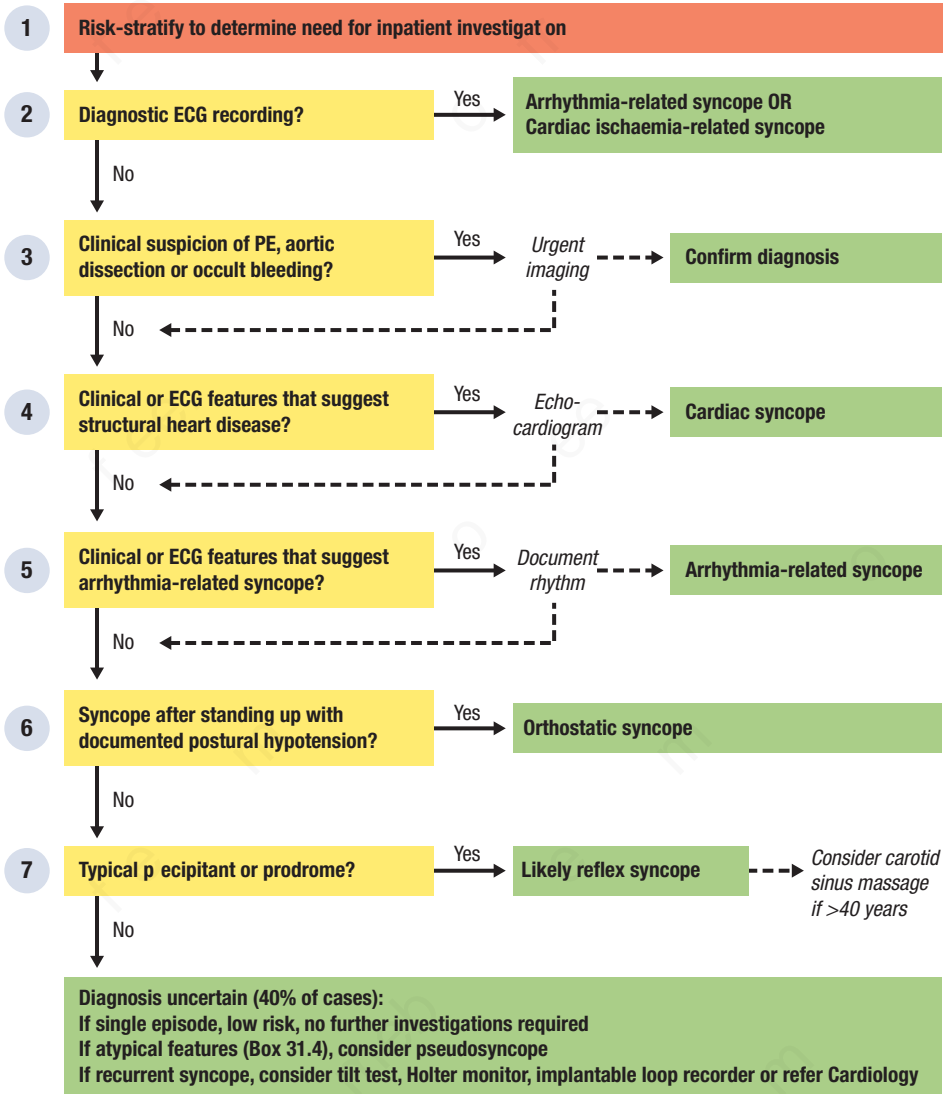 1
Risk-stratify to determine need for inpatient investigat on
2
Diagnostic ECG recording?
Yes
Arrhythmia-related syncope OR
Cardiac ischaemia-related syncope
No
3
Clinical suspicion of PE, aortic
dissection or occult bleeding?
Yes
Urgent
imaging
Confirm diagnosis
No
4
Clinical or ECG features that suggest
structural heart disease?
Yes
Echo-
cardiogram
Cardiac syncope
No
5
Clinical or ECG features that suggest
arrhythmia-related syncope?
Yes
Document
rhythm
Arrhythmia-related syncope
No
6
Syncope after standing up with
documented postural hypotension?
Yes
Orthostatic syncope
No
7
Typical p ecipitant or prodrome?
Yes
Likely reflex syncope
Consider carotid
sinus massage
if >40 years
No
Diagnosis uncertain (40% of cases):
If single episode, low risk, no further investigations required
If atypical features (Box 31.4), consider pseudosyncope
If recurrent syncope, consider tilt test, Holter monitor, implantable loop recorder or refer Cardiology